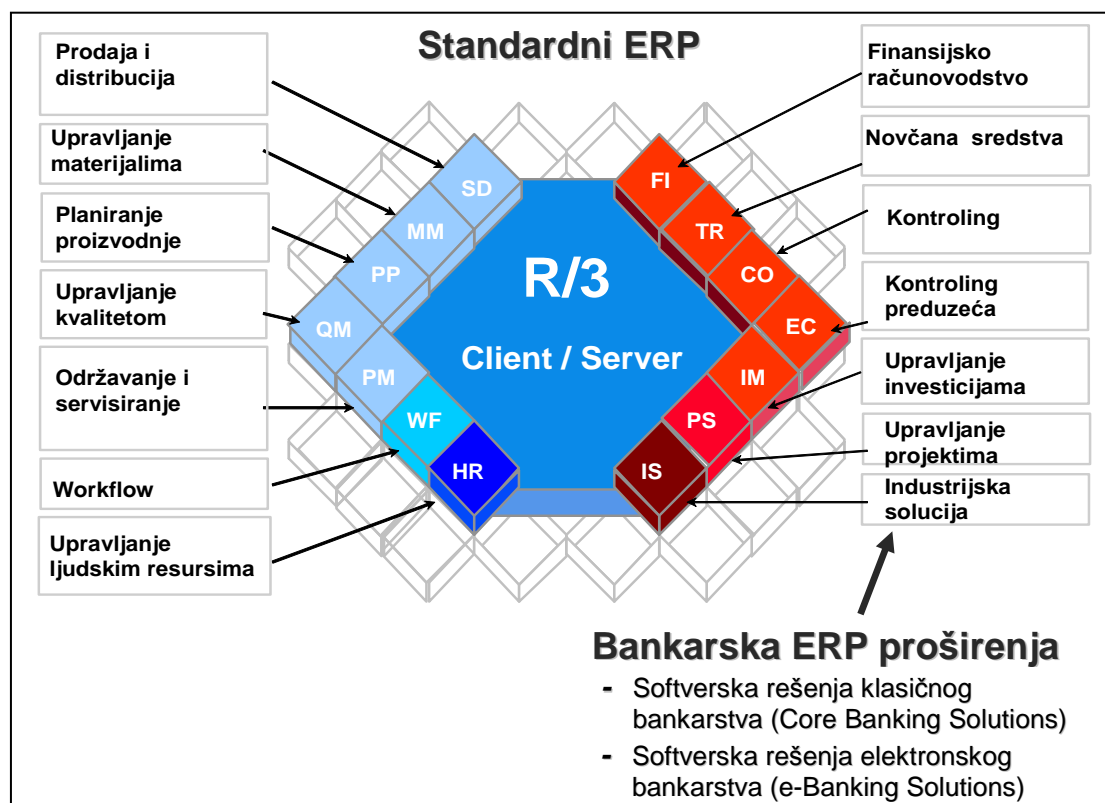 Standardni ERP
Prodaja i
distribucija
Upravljanje
materijalima
Planiranje
proizvodnje
Upravljanje
kvalitetom
Održavanje i
servisiranje
Workflow
Upravljanje
ljudskim resursima
SD
MM
PP
QM
PM
WF
HR
R/3
Client / Server
FI
TR
CO
EC
IM
PS
IS
Finansijsko
računovodstvo
Novčana sredstva
Kontroling
Kontroling
preduzeća
Upravljanje
investicijama
Upravljanje
projektima
Industrijska
solucija
Bankarska ERP proširenja
- Softverska rešenja klasičnog
bankarstva (Core Banking Solutions)
- Softverska rešenja elektronskog
bankarstva (e-Banking Solutions)